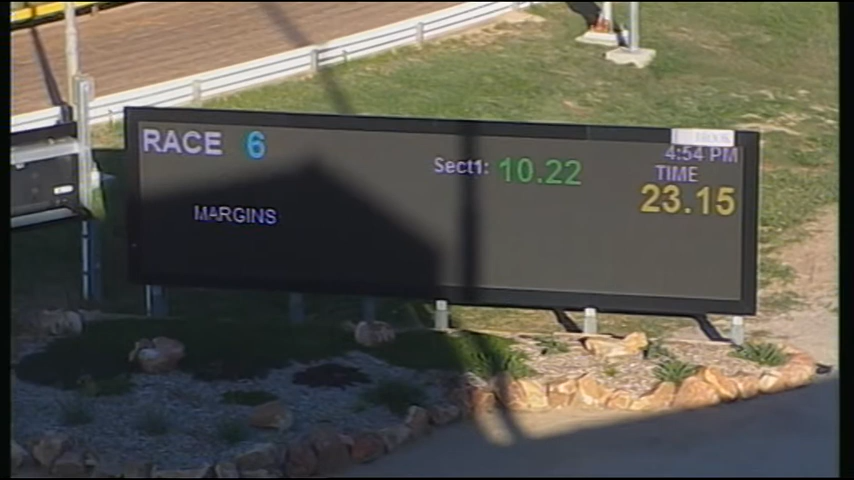 RACE 6
4:54 PM
Sect1: 10.22
TIME
23.15
MARGINS